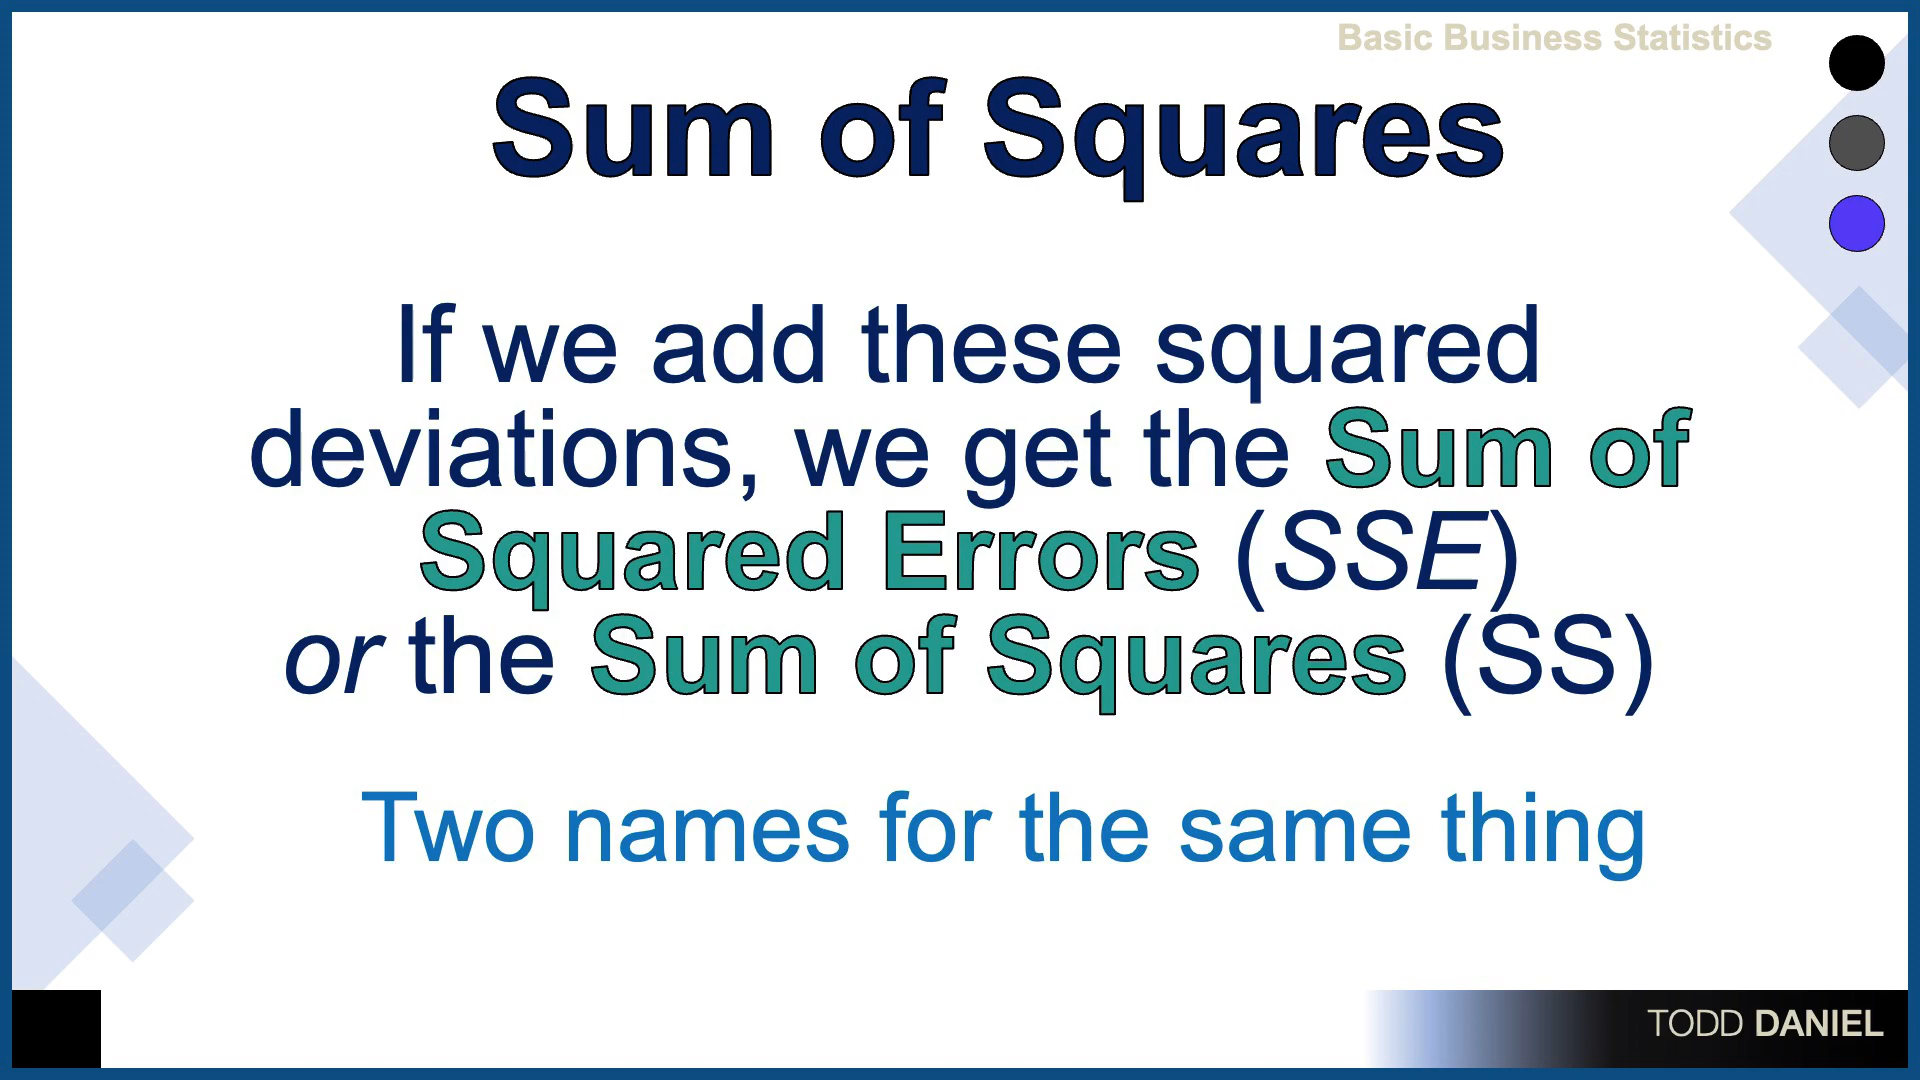 Basic Business Statistics
Sum of Squares
If we add these squared
deviations, we get the Sum of
Squared Errors (SSE)
or the Sum of Squares (SS)
Two names for the same thing
TODD DANIEL